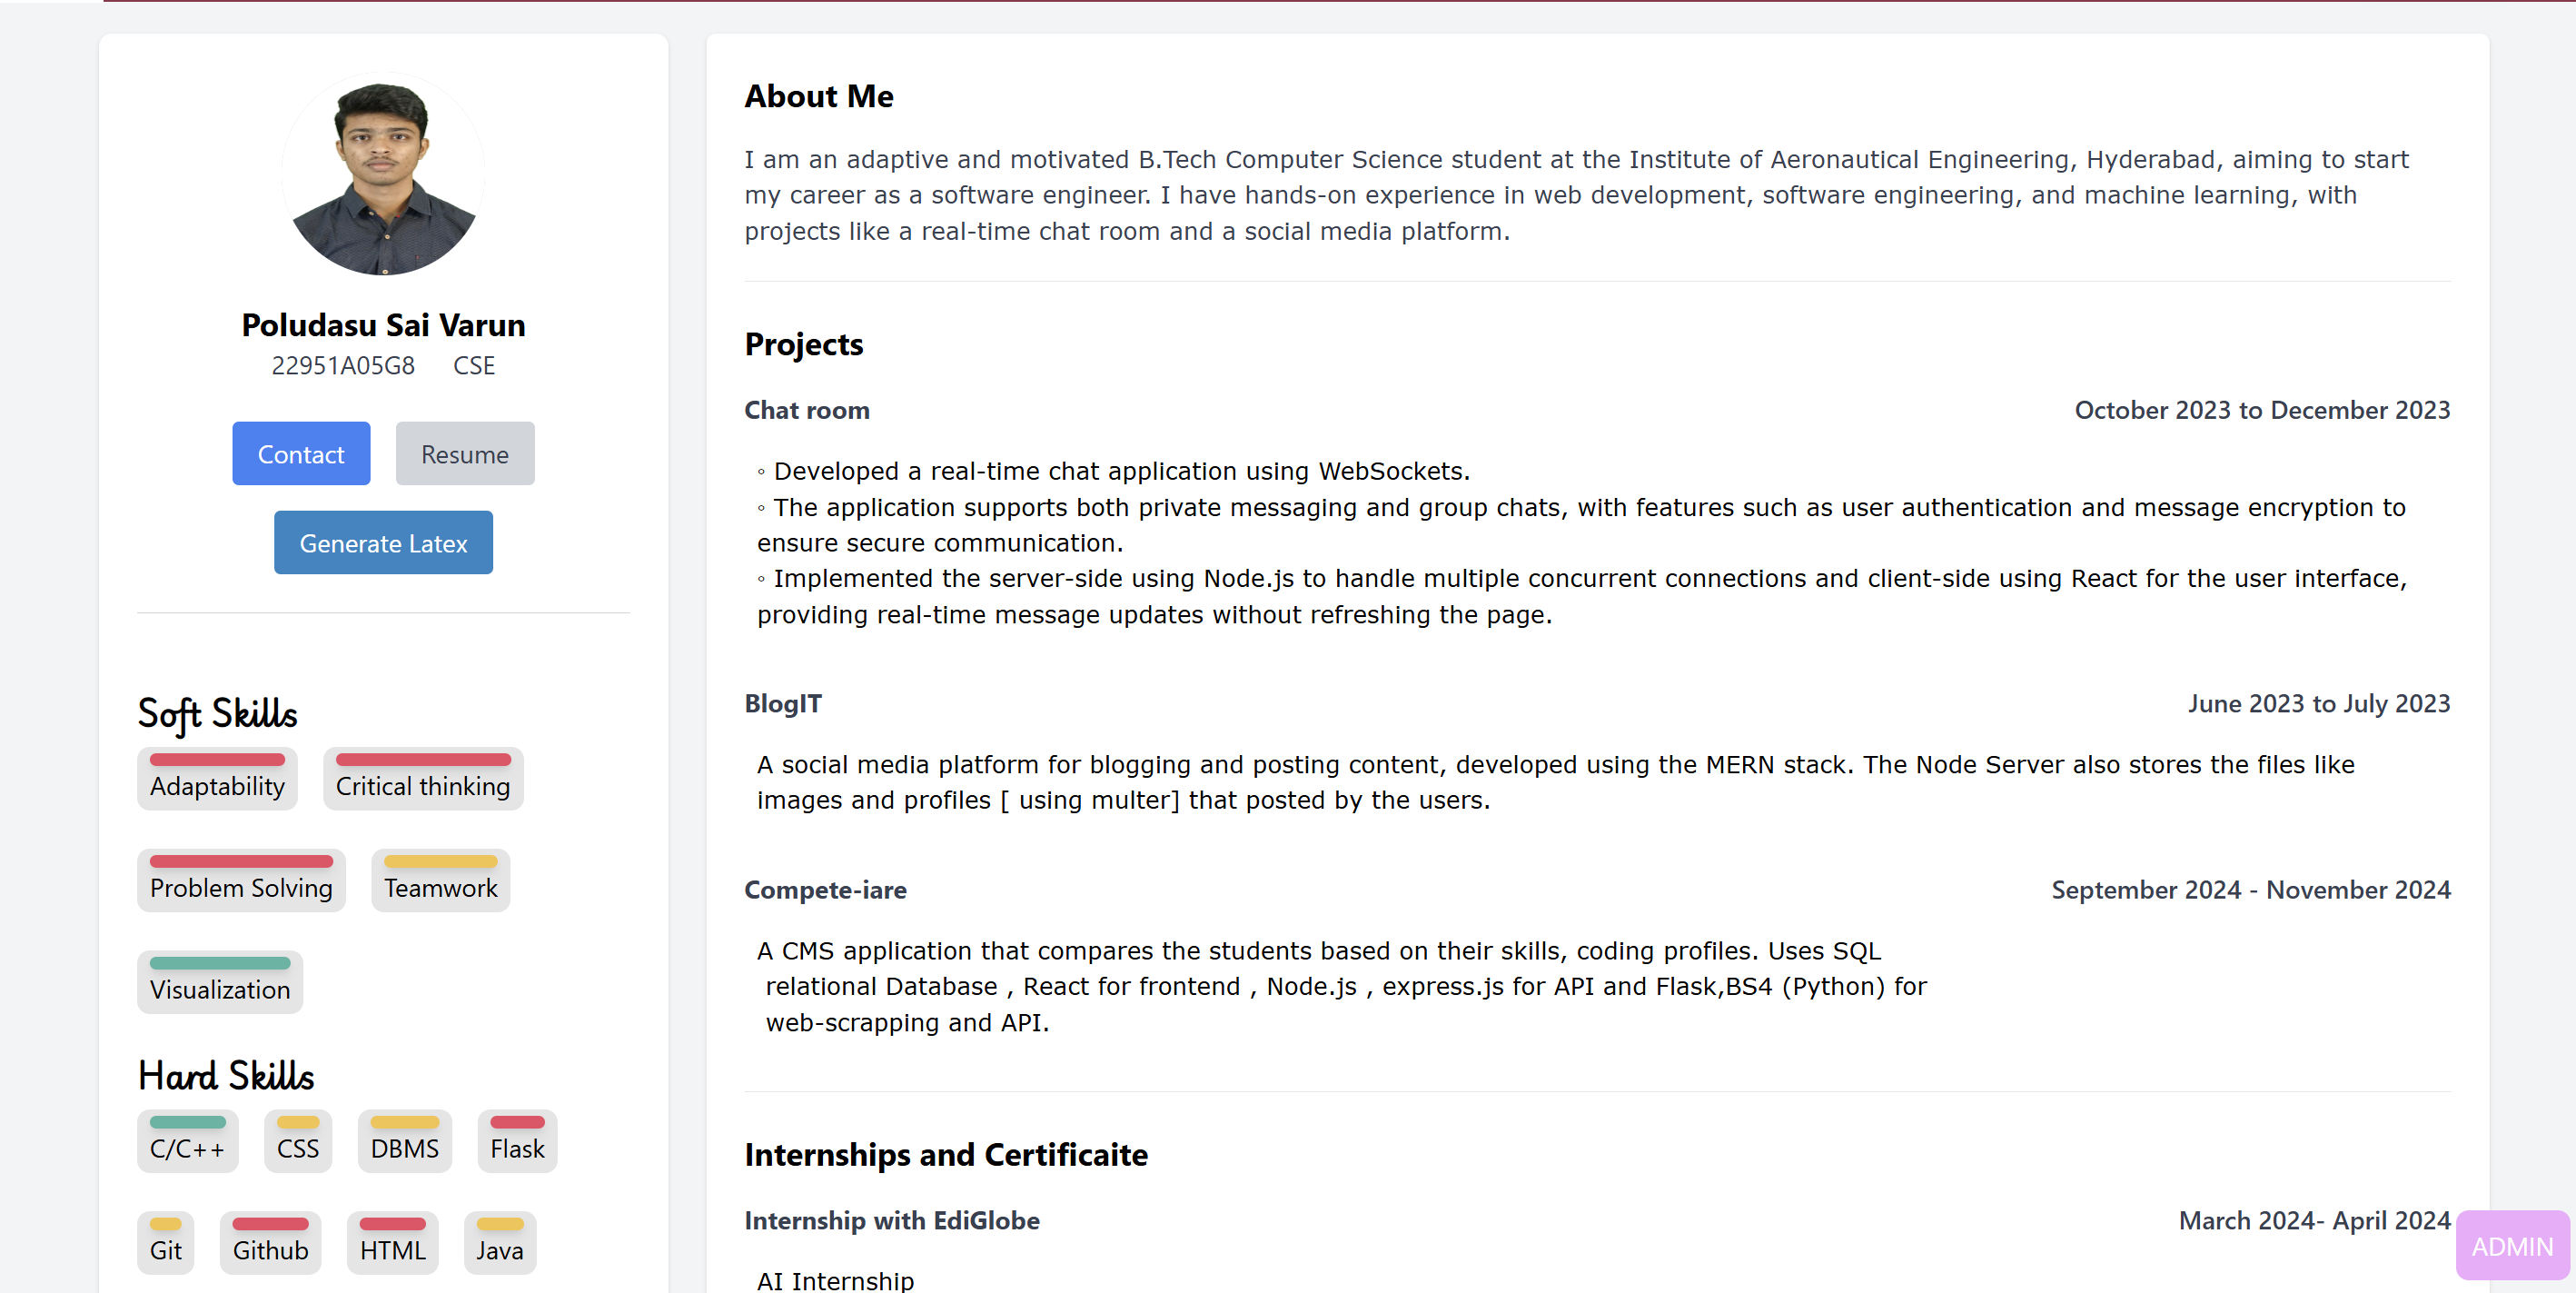 Poludasu Sai Varun
22951A05G8 CSE
Contact Resume
Generate Latex
Soft Skills
Adaptability Critical thinking
Problem Solving Teamwork
Visualization
Hard Skills
C/C++ CSS DBMS Flask
Git Github HTML Java
About Me
I am an adaptive and motivated B.Tech Computer Science student at the Institute of Aeronautical Engineering, Hyderabad, aiming to start
my career as a software engineer. I have hands-on experience in web development, software engineering, and machine learning, with
projects like a real-time chat room and a social media platform.
Projects
Chat room October 2023 to December 2023
◦ Developed a real-time chat application using WebSockets.
◦ The application supports both private messaging and group chats, with features such as user authentication and message encryption to
ensure secure communication.
◦ Implemented the server-side using Node.js to handle multiple concurrent connections and client-side using React for the user interface,
providing real-time message updates without refreshing the page.
BlogIT June 2023 to July 2023
A social media platform for blogging and posting content, developed using the MERN stack. The Node Server also stores the files like
images and profiles [ using multer] that posted by the users.
Compete-iare September 2024 - November 2024
A CMS application that compares the students based on their skills, coding profiles. Uses SQL
relational Database , React for frontend , Node.js , express.js for API and Flask,BS4 (Python) for
web-scrapping and API.
Internships and Certificaite
Internship with EdiGlobe March 2024- April 2024
AI Internship
ADMIN